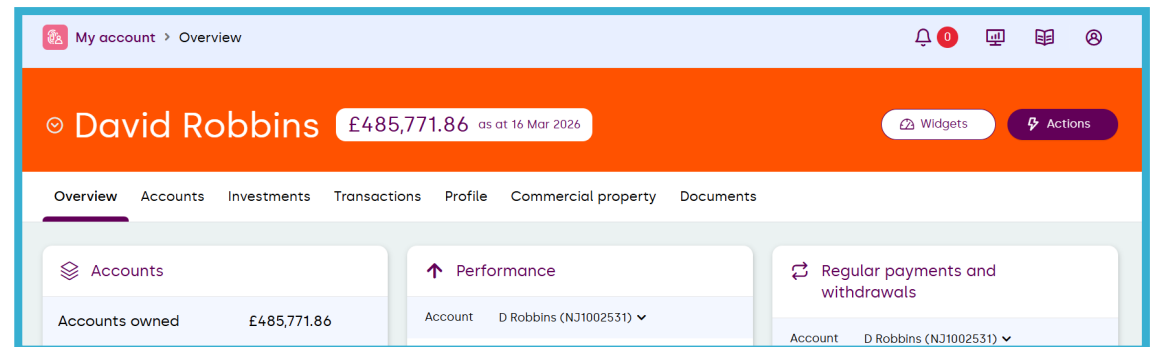 My account > Overview
0
David Robbins £485,771.86 as at 16 Mar 2026
Widgets
Actions
Overview Accounts Investments Transactions Profile Commercial property Documents
Accounts
Accounts owned £485,771.86
Performance
Account D Robbins (NJ1002531)
Regular payments and
withdrawals
Account D Robbins (NJ1002531)